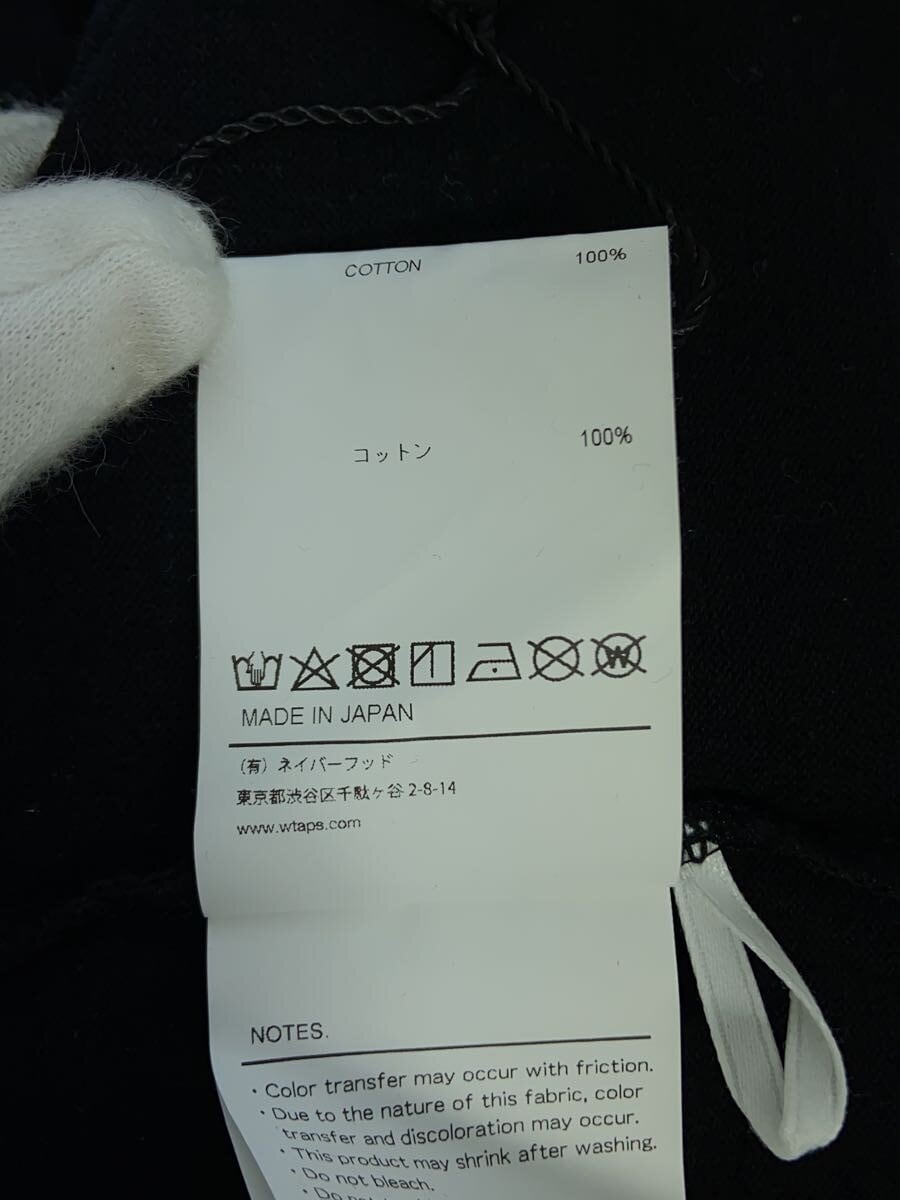 COTTON 100%
コットン 100%
MADE IN JAPAN
(有) ネイバーフッド
東京都渋谷区千駄ヶ谷 2-8-14
www.wtaps.com
NOTES.
・Color transfer may occur with friction.
・Due to the nature of this fabric, color
transfer and discoloration may occur.
・This product may shrink after washing.
・Do not bleach.
・Do not